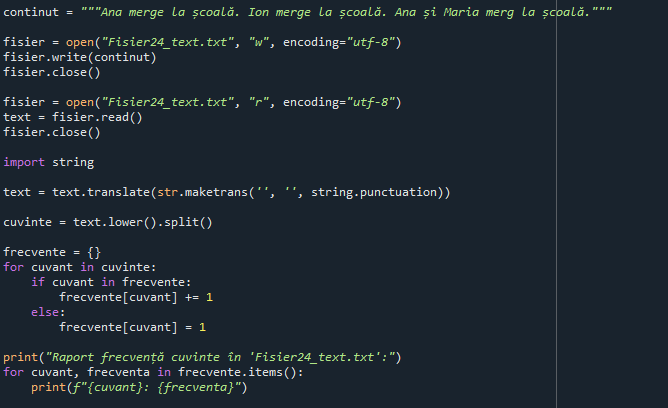 continut = """Ana merge la școală. Ion merge la școală. Ana și Maria merg la școală."""
fisier = open("Fisier24_text.txt", "w", encoding="utf-8")
fisier.write(continut)
fisier.close()
fisier = open("Fisier24_text.txt", "r", encoding="utf-8")
text = fisier.read()
fisier.close()
import string
text = text.translate(str.maketrans('', '', string.punctuation))
cuvinte = text.lower().split()
frecvente = {}
for cuvant in cuvinte:
    if cuvant in frecvente:
        frecvente[cuvant] += 1
    else:
        frecvente[cuvant] = 1
print("Raport frecvență cuvinte în 'Fisier24_text.txt':")
for cuvant, frecventa in frecvente.items():
    print(f"{cuvant}: {frecventa}")